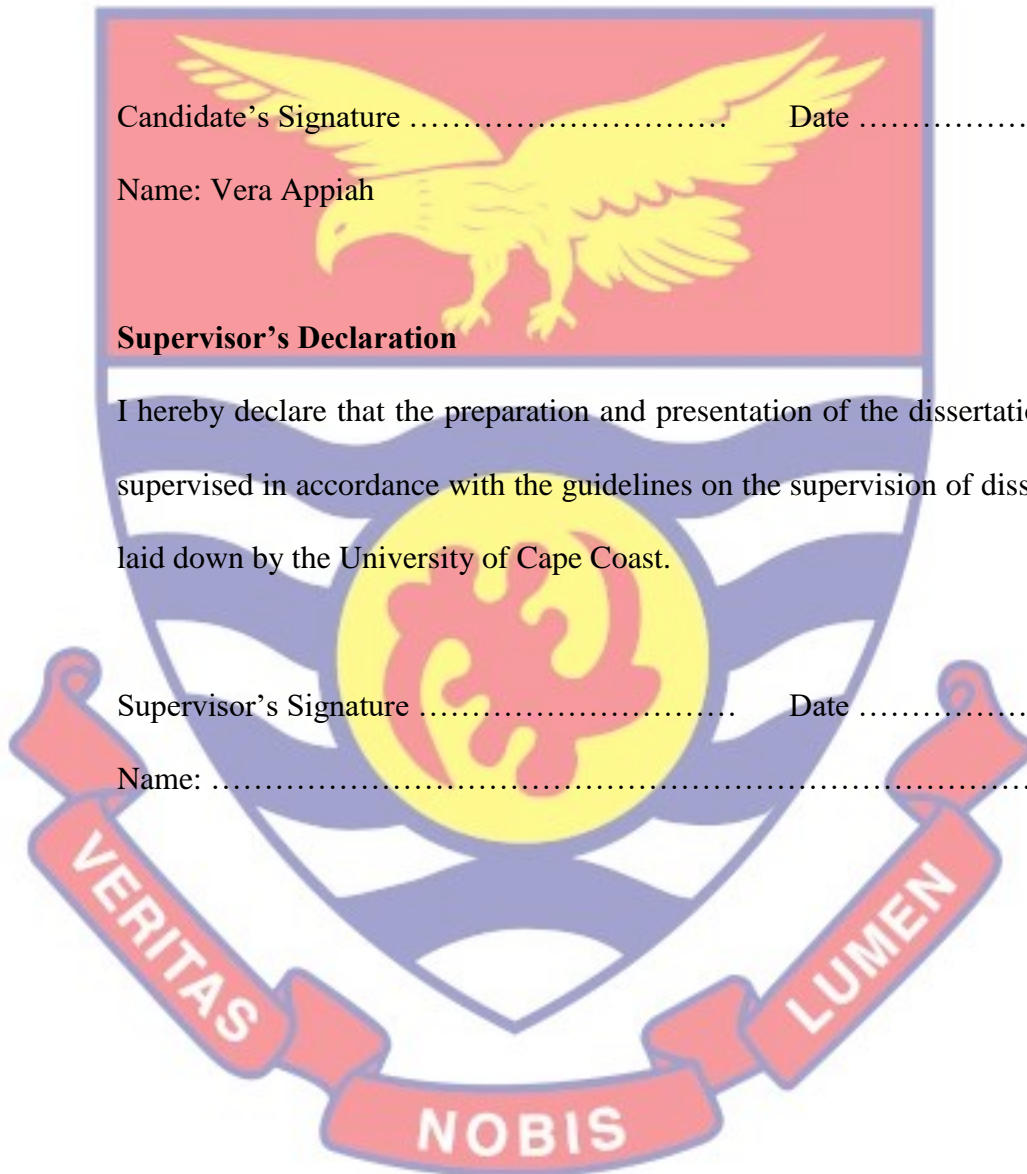 Candidate’s Signature ………………………… Date ………………
Name: Vera Appiah
Supervisor’s Declaration
I hereby declare that the preparation and presentation of the
supervised in accordance with the guidelines on the supervision of
laid down by the University of Cape Coast.
Supervisor’s Signature ………………………… Date ………………
Name: ……………………………………………………………………
VERITAS
NOBIS
LUMEN